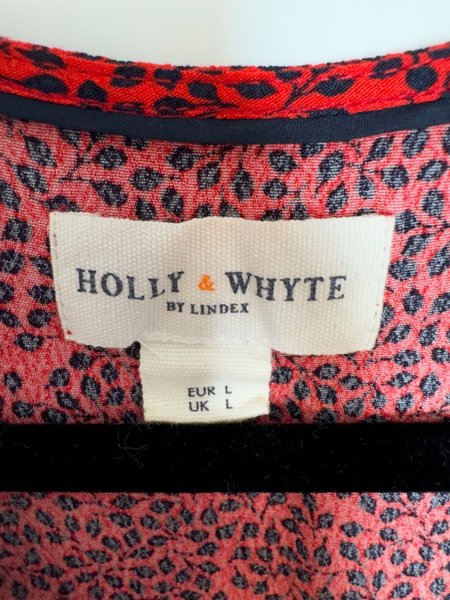 HOLLY & WHYTE
BY LINDEX
EUR L
UK L